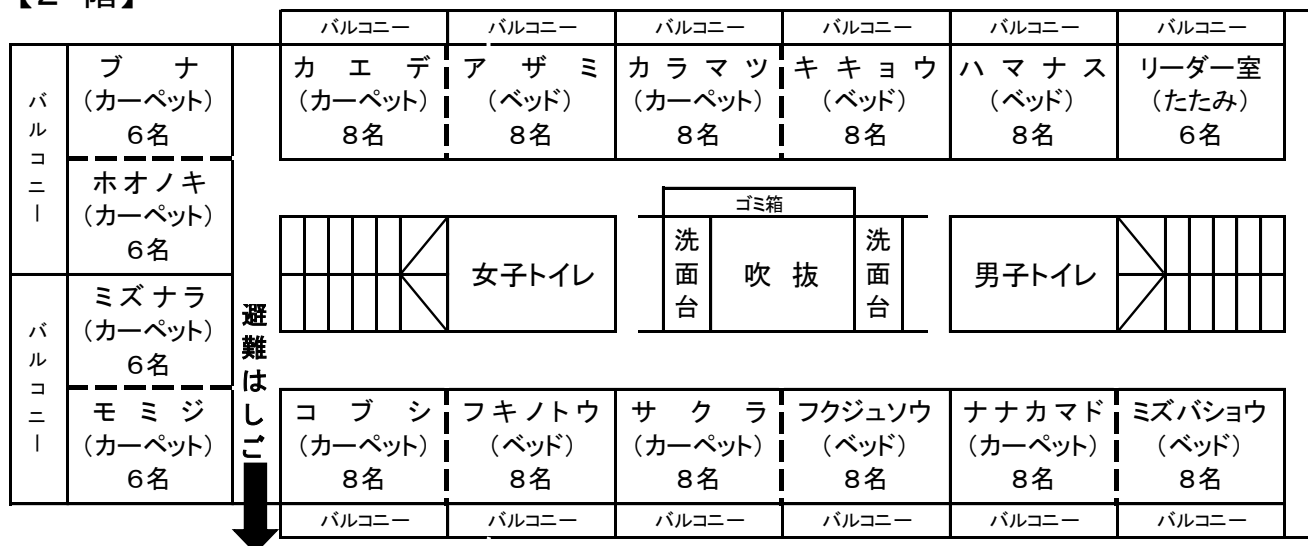 【2 階】
バルコニー バルコニー バルコニー バルコニー バルコニー バルコニー
バルコニー
ブナ
(カーペット)
6名
カエデ
(カーペット)
8名
アザミ
(ベッド)
8名
カラマツ
(カーペット)
8名
キキョウ
(ベッド)
8名
ハマナス
(ベッド)
8名
リーダー室
(たたみ)
6名
ホオノキ
(カーペット)
6名
女子トイレ
ゴミ箱
洗面台
吹抜
洗面台
男子トイレ
バルコニー
ミズナラ
(カーペット)
6名
避難はしご
モミジ
(カーペット)
6名
コブシ
(カーペット)
8名
フキノトウ
(ベッド)
8名
サクラ
(カーペット)
8名
フクジュソウ
(ベッド)
8名
ナナカマド
(カーペット)
8名
ミズバショウ
(ベッド)
8名
バルコニー バルコニー バルコニー バルコニー バルコニー バルコニー